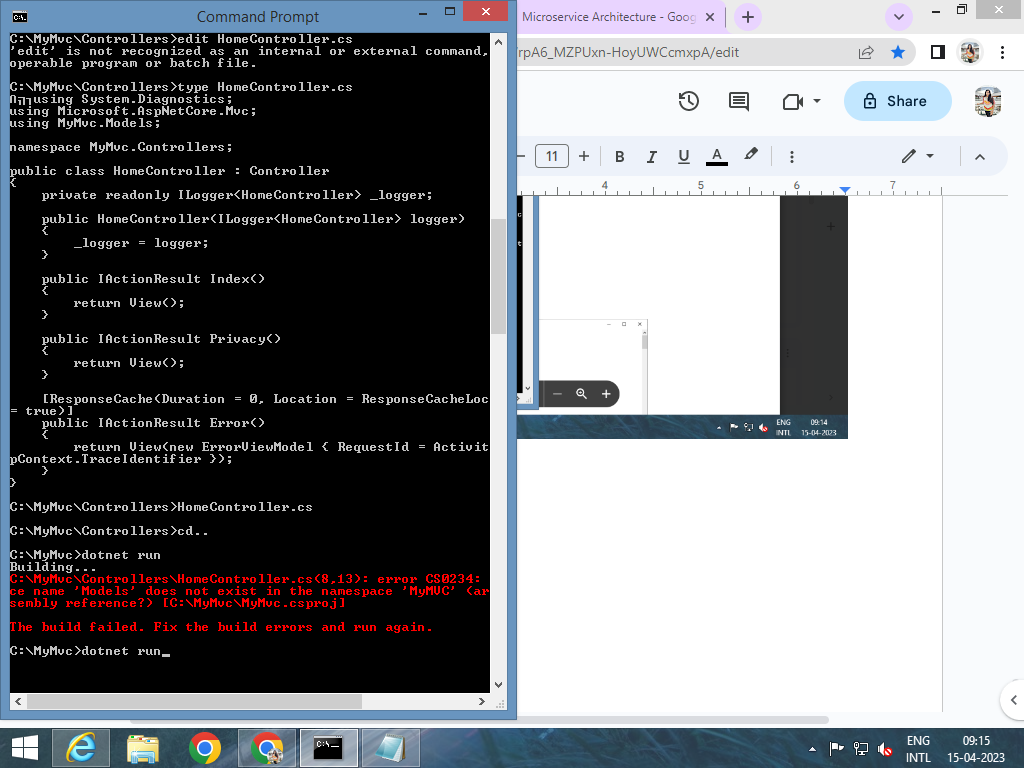 Command Prompt
C:\MyMvc\Controllers>edit HomeController.cs
'edit' is not recognized as an internal or external command,
operable program or batch file.
C:\MyMvc\Controllers>type HomeController.cs
using System.Diagnostics;
using Microsoft.AspNetCore.Mvc;
using MyMvc.Models;
namespace MyMvc.Controllers;
public class HomeController : Controller
{
private readonly ILogger<HomeController> _logger;
public HomeController(ILogger<HomeController> logger)
{
_logger = logger;
}
public IActionResult Index()
{
return View();
}
public IActionResult Privacy()
{
return View();
}
[ResponseCache(Duration = 0, Location = ResponseCacheLoc
= true)]
public IActionResult Error()
{
return View(new ErrorViewModel { RequestId = Activit
pContext.TraceIdentifier });
}
}
C:\MyMvc\Controllers>HomeController.cs
C:\MyMvc\Controllers>cd..
C:\MyMvc>dotnet run
Building...
C:\MyMvc\Controllers\HomeController.cs(8,13): error CS0234:
ce name 'Models' does not exist in the namespace 'MyMVC' (ar
sembly reference?) [C:\MyMvc\MyMvc.csproj]
The build failed. Fix the build errors and run again.
C:\MyMvc>dotnet run_
Microservice Architecture - Goog
rpA6_MZPUxn-HoyUWCcmxpA/edit
Share
11
B I U A
4 5 6 7
ENG 09:14
INTL 15-04-2023
ENG 09:15
INTL 15-04-2023